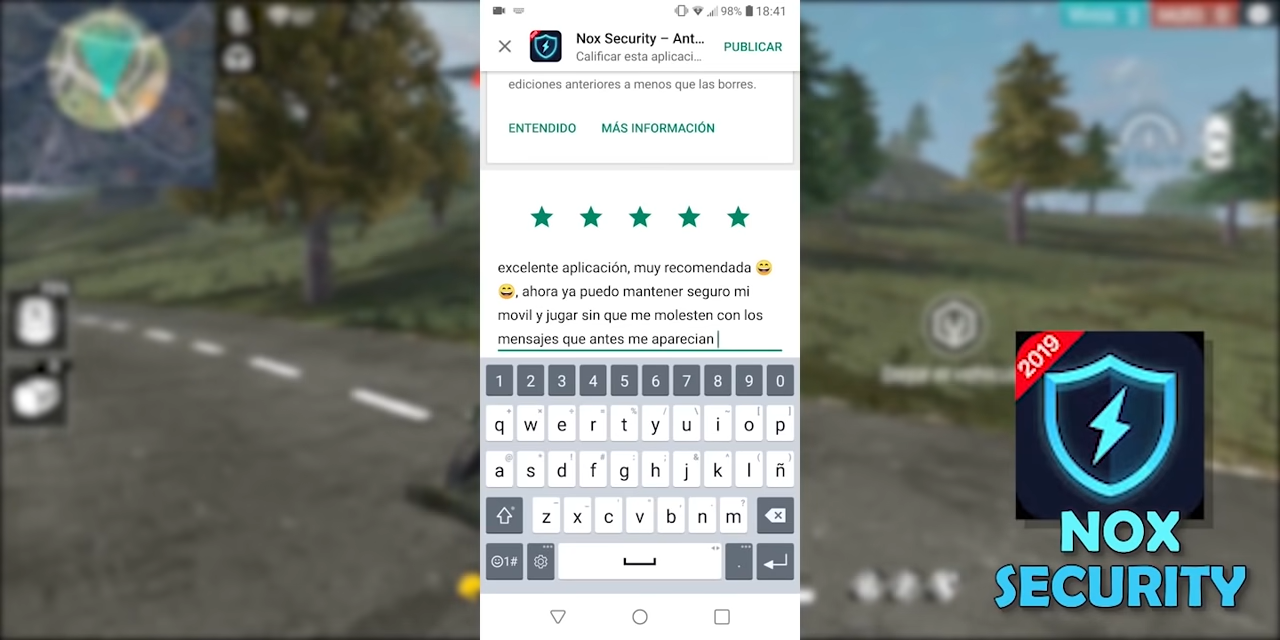 98% 18:41
Nox Security – Ant...
Calificar esta aplicaci...
PUBLICAR
ediciones anteriores a menos que las borres.
ENTENDIDO MÁS INFORMACIÓN
excelente aplicación, muy recomendada 😄
😄, ahora ya puedo mantener seguro mi
movil y jugar sin que me molesten con los
mensajes que antes me aparecian
1 2 3 4 5 6 7 8 9 0
q w e r t y u i o p
a s d f g h j k l ñ
z x c v b n m
1# .
2019
NOX
SECURITY